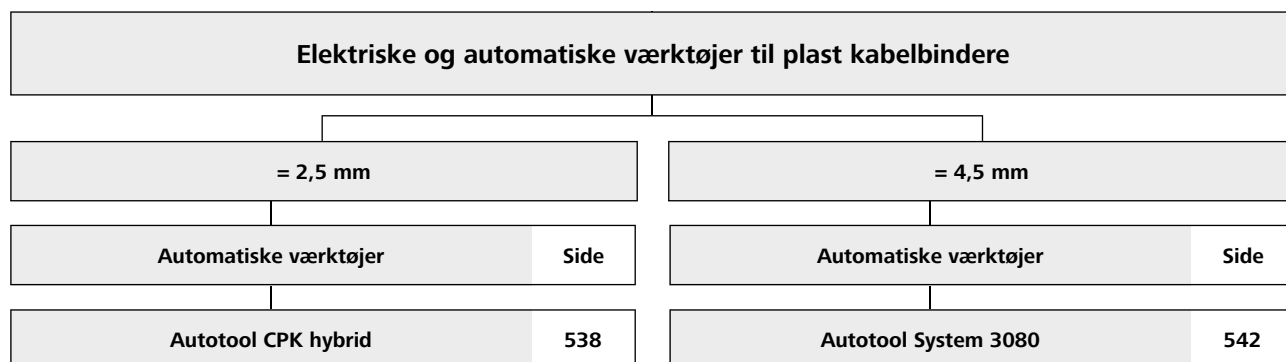 Elektriske og automatiske værktøjer til plast kabelbindere
= 2,5 mm
= 4,5 mm
Automatiske værktøjer Side
Automatiske værktøjer Side
Autotool CPK hybrid 538
Autotool System 3080 542